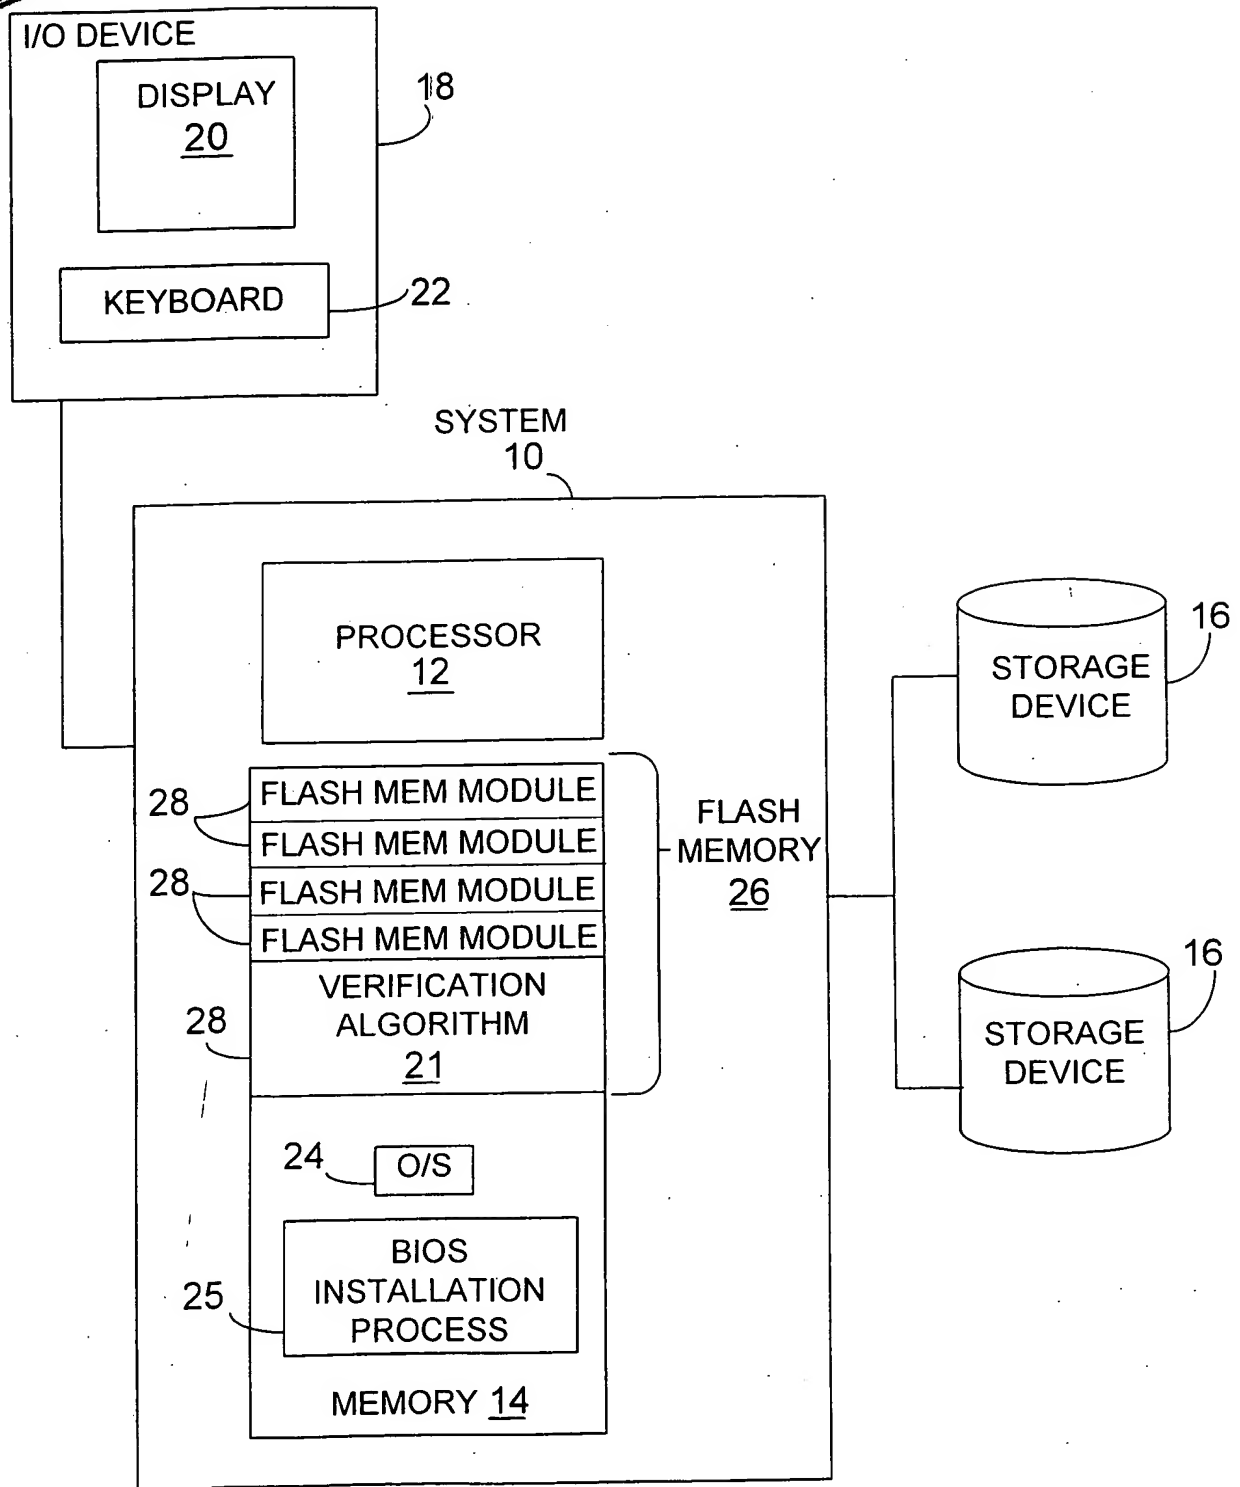 I/O DEVICE
DISPLAY
20
18
KEYBOARD
22
SYSTEM
10
PROCESSOR
12
STORAGE
DEVICE
16
28
FLASH MEM MODULE
FLASH MEM MODULE
28
FLASH MEM MODULE
FLASH MEM MODULE
FLASH
MEMORY
26
VERIFICATION
ALGORITHM
21
28
STORAGE
DEVICE
16
24
O/S
25
BIOS
INSTALLATION
PROCESS
MEMORY 14